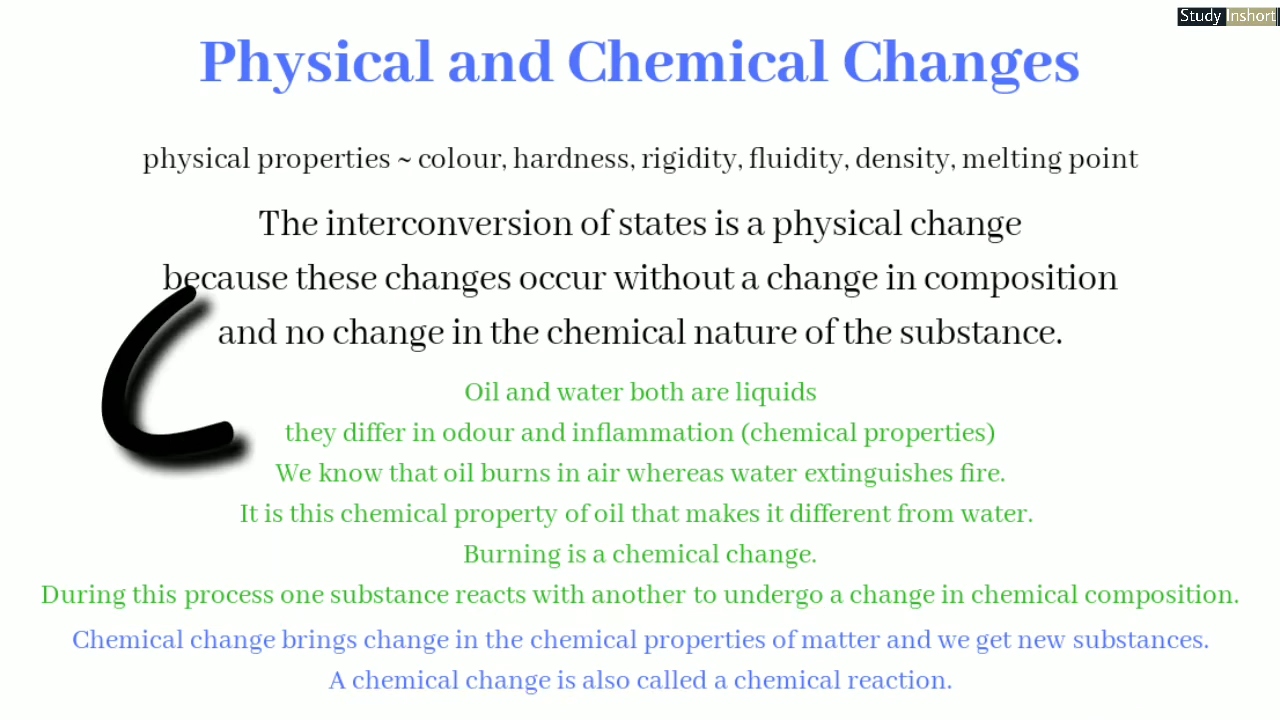 Study Inshort
Physical and Chemical Changes
physical properties ~ colour, hardness, rigidity, fluidity, density, melting point
The interconversion of states is a physical change
because these changes occur without a change in composition
and no change in the chemical nature of the substance.
Oil and water both are liquids
they differ in odour and inflammation (chemical properties)
We know that oil burns in air whereas water extinguishes fire.
It is this chemical property of oil that makes it different from water.
Burning is a chemical change.
During this process one substance reacts with another to undergo a change in chemical composition.
Chemical change brings change in the chemical properties of matter and we get new substances.
A chemical change is also called a chemical reaction.